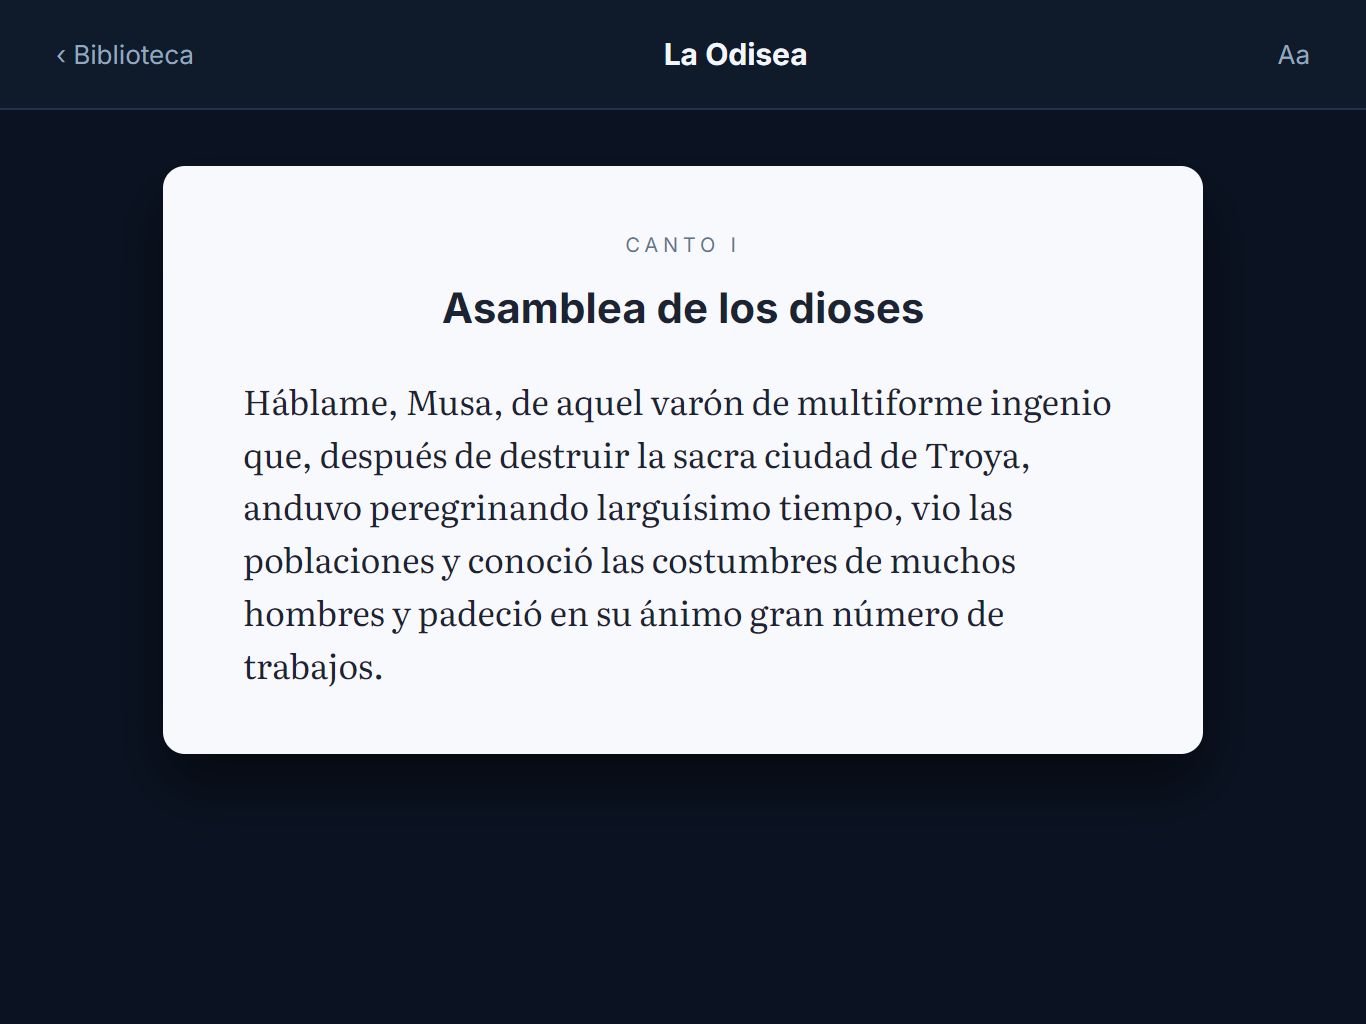 ‹ Biblioteca
La Odisea
Aa
CANTO I
Asamblea de los dioses
Háblame, Musa, de aquel varón de multiforme ingenio
que, después de destruir la sacra ciudad de Troya,
anduvo peregrinando larguísimo tiempo, vio las
poblaciones y conoció las costumbres de muchos
hombres y padeció en su ánimo gran número de
trabajos.